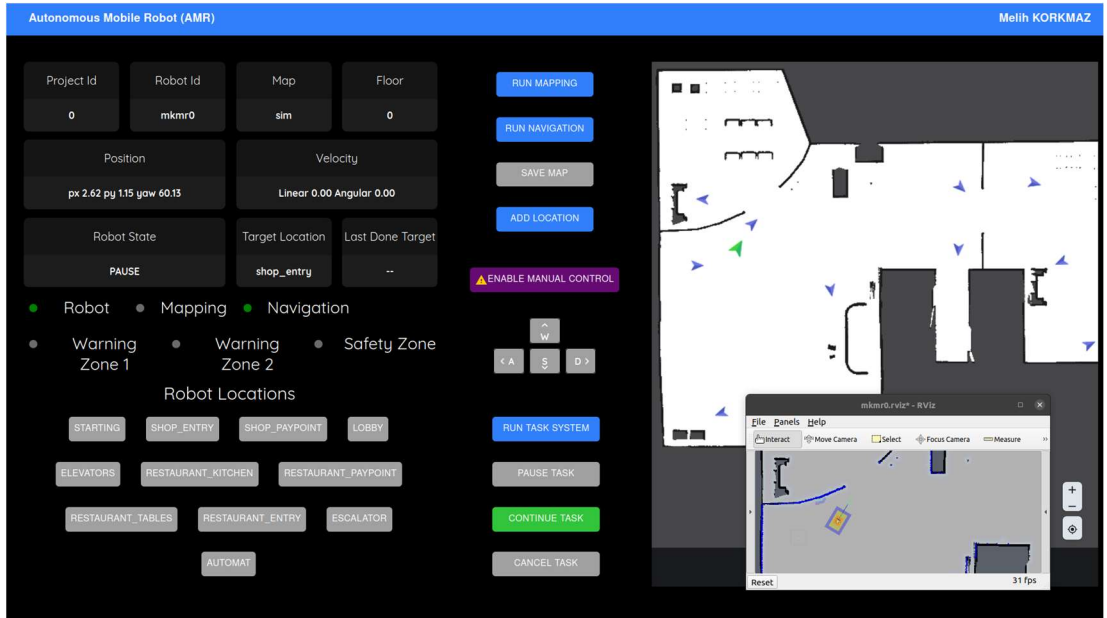 Autonomous Mobile Robot (AMR)
Melih KORKMAZ
Project Id
Robot Id
Map
Floor
0
mkmr0
sim
0
Position
Velocity
px 2.62 py 1.15 yaw 60.13
Linear 0.00 Angular 0.00
Robot State
Target Location
Last Done Target
PAUSE
shop_entry
--
Robot
Mapping
Navigation
Warning
Zone 1
Warning
Zone 2
Safety Zone
Robot Locations
STARTING
SHOP_ENTRY
SHOP_PAYPOINT
LOBBY
ELEVATORS
RESTAURANT_KITCHEN
RESTAURANT_PAYPOINT
RESTAURANT_TABLES
RESTAURANT_ENTRY
ESCALATOR
AUTOMAT
RUN MAPPING
RUN NAVIGATION
SAVE MAP
ADD LOCATION
ENABLE MANUAL CONTROL
^
W
< A
S
D >
RUN TASK SYSTEM
PAUSE TASK
CONTINUE TASK
CANCEL TASK
mkmr0.rviz* - RViz
File Panels Help
Interact
Move Camera
Select
Focus Camera
Measure
»
Reset
31 fps
+
−